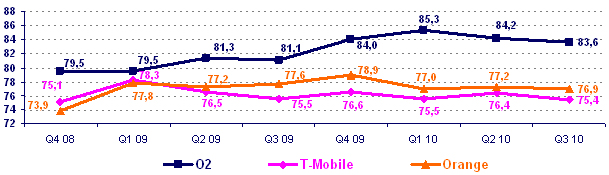 88
86
84
82
80
78
76
74
72
79,5 79,5 81,3 81,1 84,0 85,3 84,2 83,6
75,1 78,3 76,5 75,5 76,6 75,5 76,4 75,4
73,9 77,8 77,2 77,6 78,9 77,0 77,2 76,9
Q4 08 Q1 09 Q2 09 Q3 09 Q4 09 Q1 10 Q2 10 Q3 10
O2 T-Mobile Orange